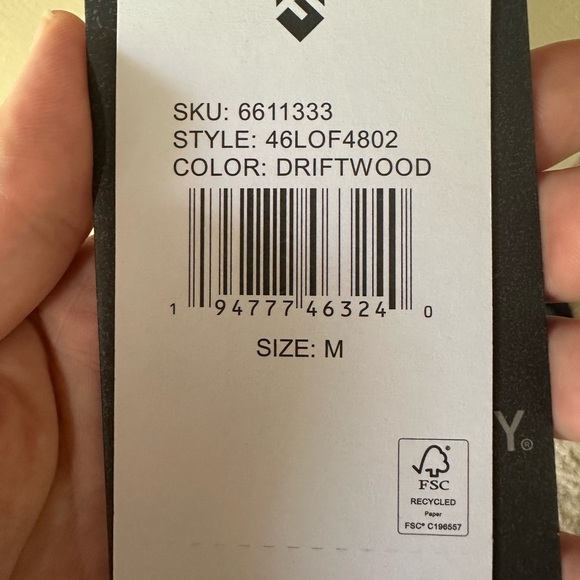 SKU: 6611333
STYLE: 46LOF4802
COLOR: DRIFTWOOD
1 94777 46324 0
SIZE: M
Y®
FSC
RECYCLED
Paper
FSC® C196557